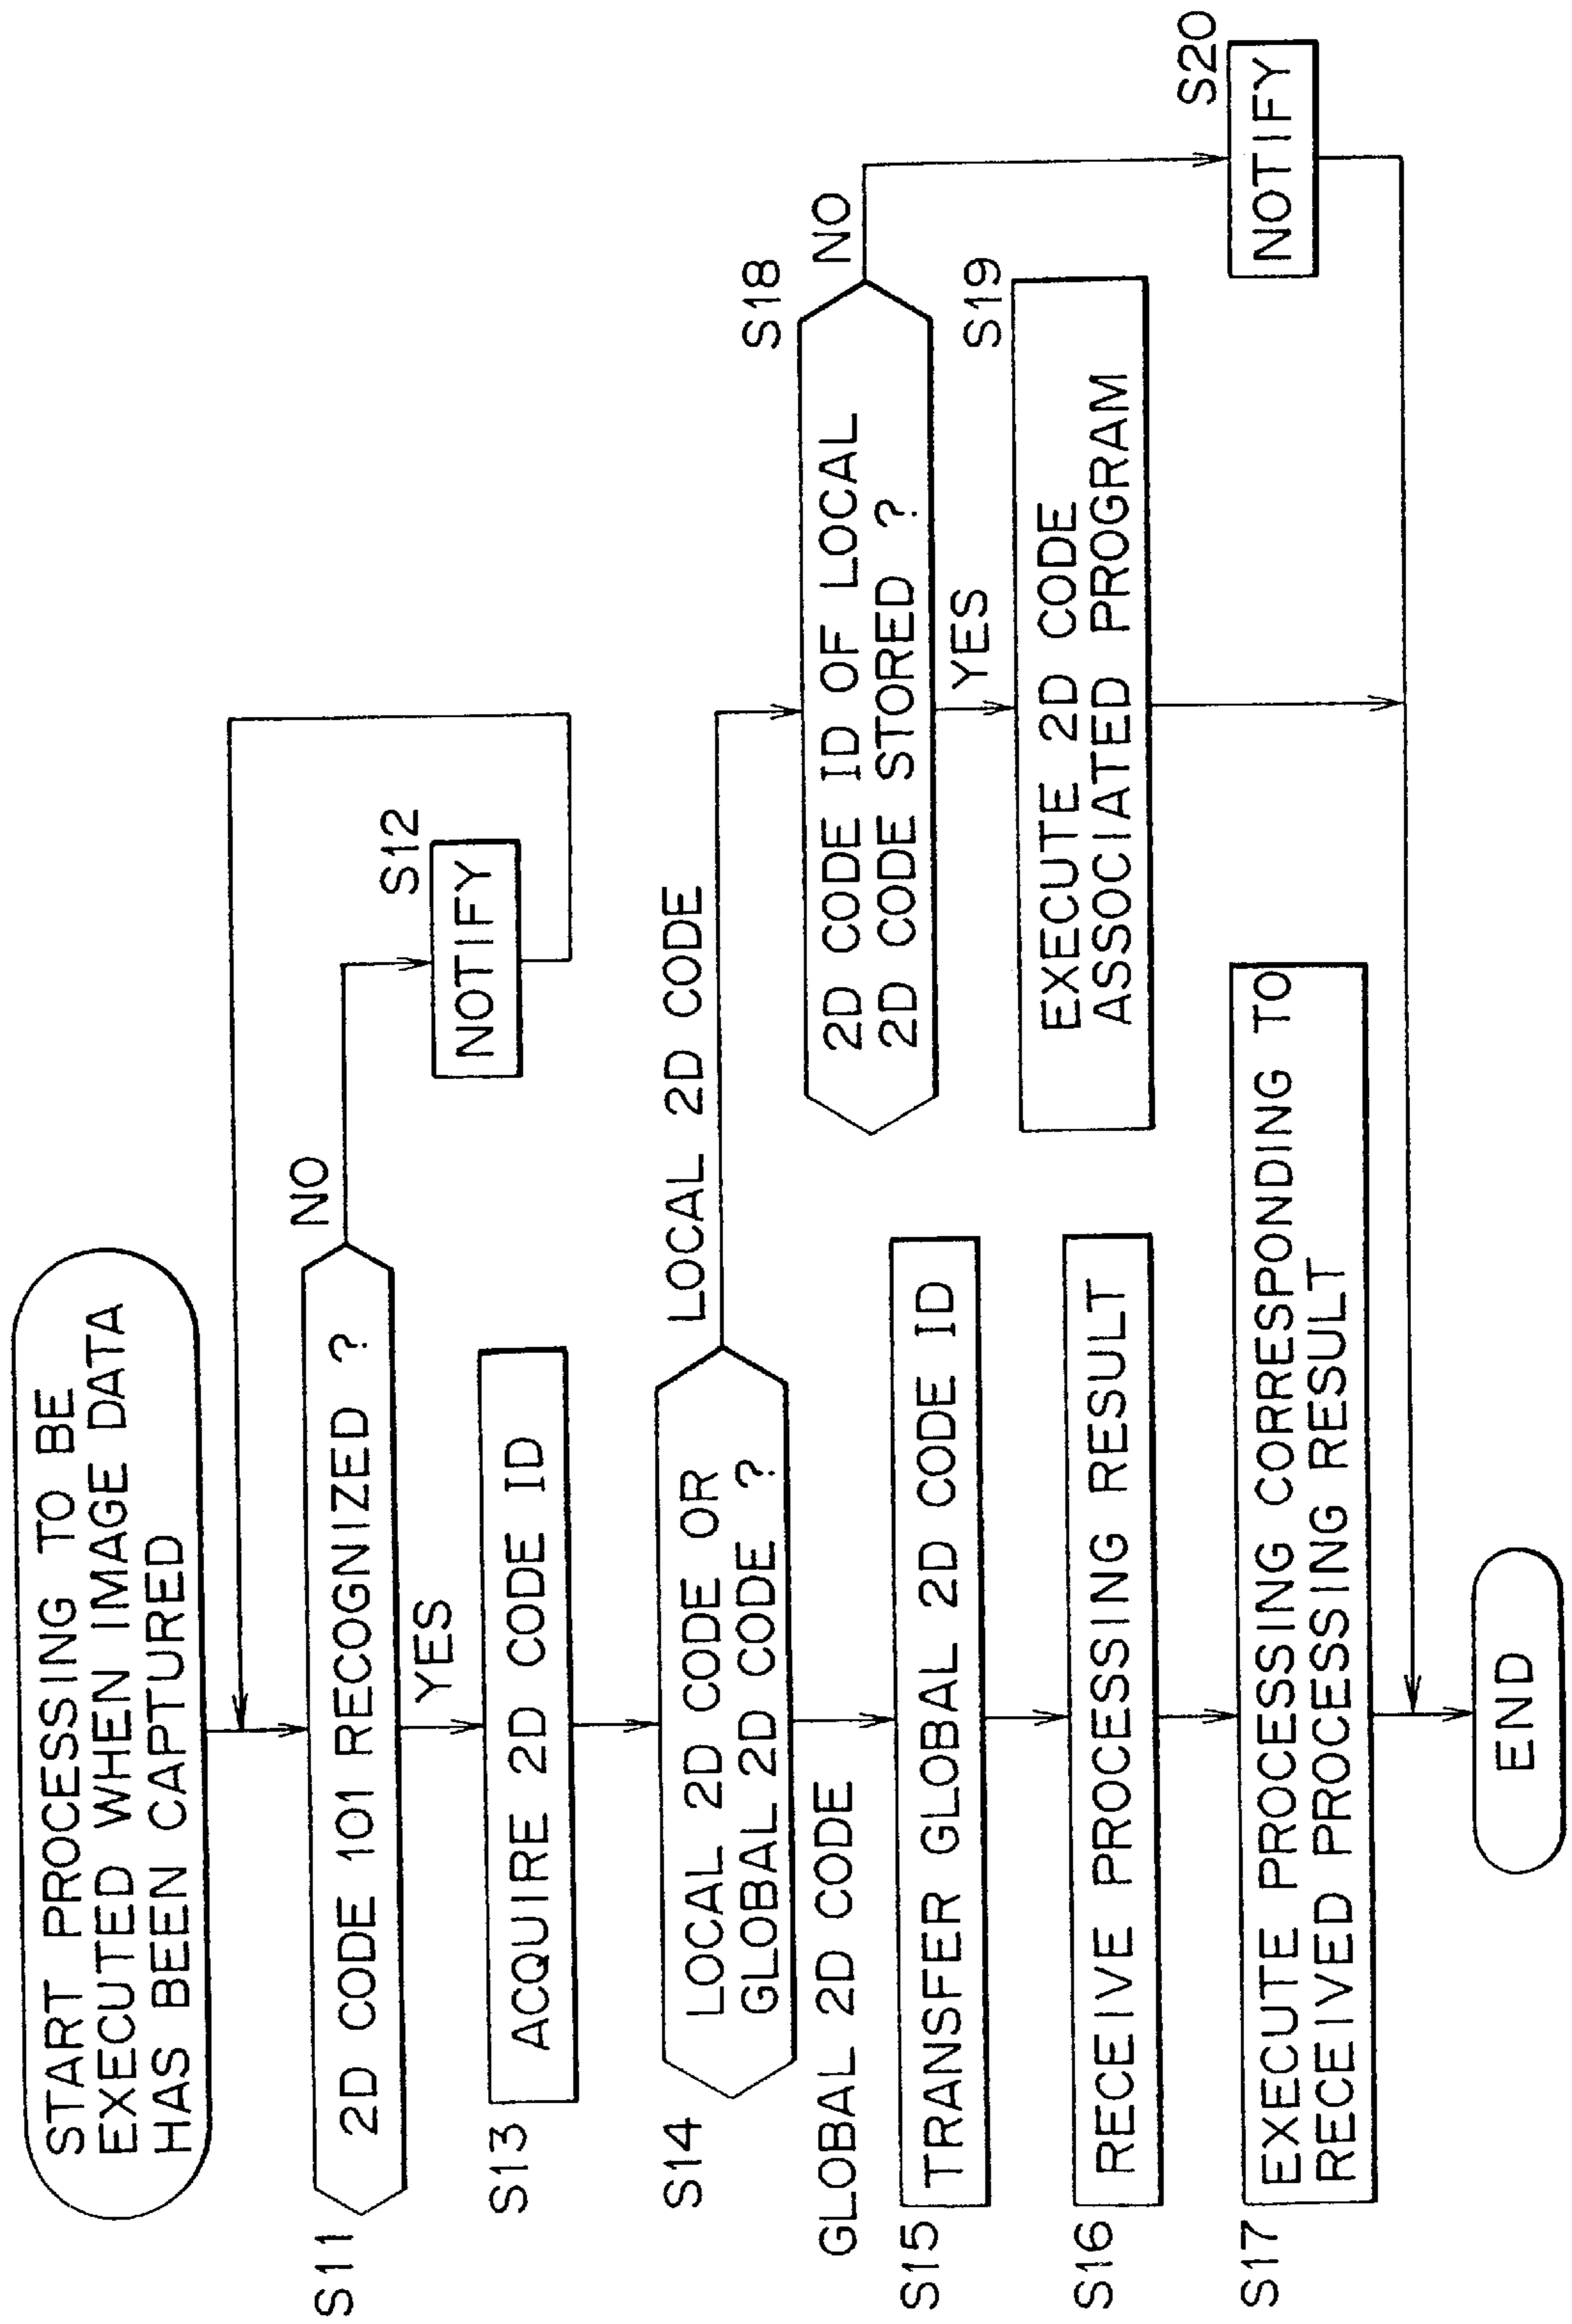 START PROCESSING TO BE
EXECUTED WHEN IMAGE DATA
HAS BEEN CAPTURED
S11
2D CODE 101 RECOGNIZED ?
NO
S12
NOTIFY
YES
S13
ACQUIRE 2D CODE ID
S14
LOCAL 2D CODE OR
GLOBAL 2D CODE ?
LOCAL 2D CODE
GLOBAL 2D CODE
S15
TRANSFER GLOBAL 2D CODE ID
S16
RECEIVE PROCESSING RESULT
S17
EXECUTE PROCESSING CORRESPONDING TO
RECEIVED PROCESSING RESULT
S18
2D CODE ID OF LOCAL
2D CODE STORED ?
NO
YES
S19
EXECUTE 2D CODE
ASSOCIATED PROGRAM
S20
NOTIFY
END